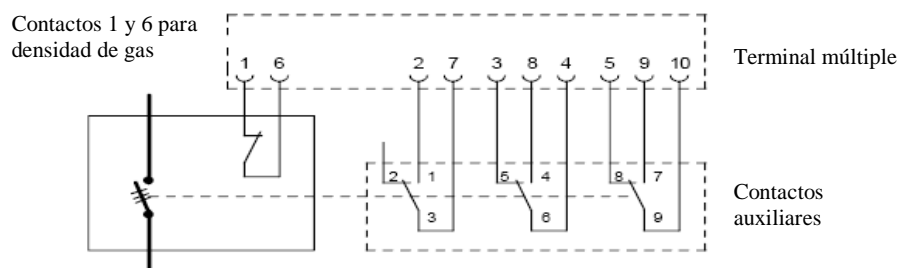 Contactos 1 y 6 para
densidad de gas
1 6 2 7 3 8 4 5 9 10
Terminal múltiple
2 1 5 4 8 7
3 6 9
Contactos
auxiliares